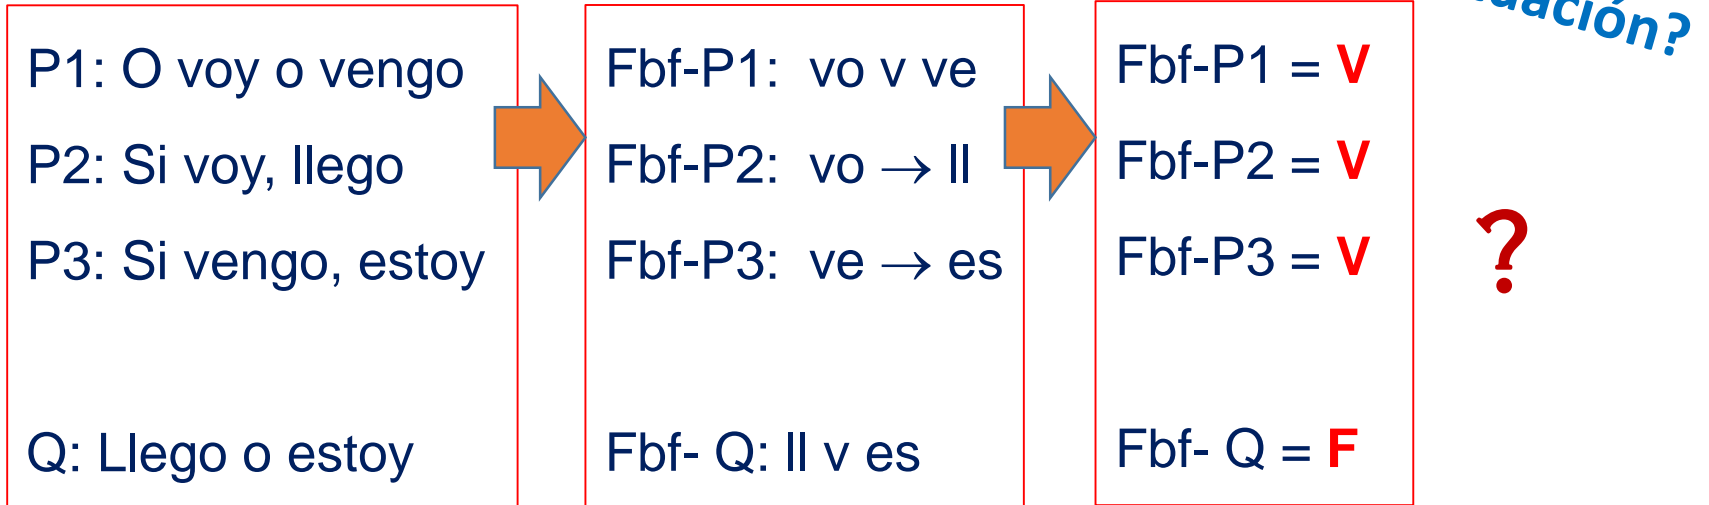 P1: O voy o vengo
P2: Si voy, llego
P3: Si vengo, estoy
Q: Llego o estoy
Fbf-P1: vo v ve
Fbf-P2: vo → ll
Fbf-P3: ve → es
Fbf- Q: ll v es
Fbf-P1 = V
Fbf-P2 = V
Fbf-P3 = V
Fbf- Q = F
?